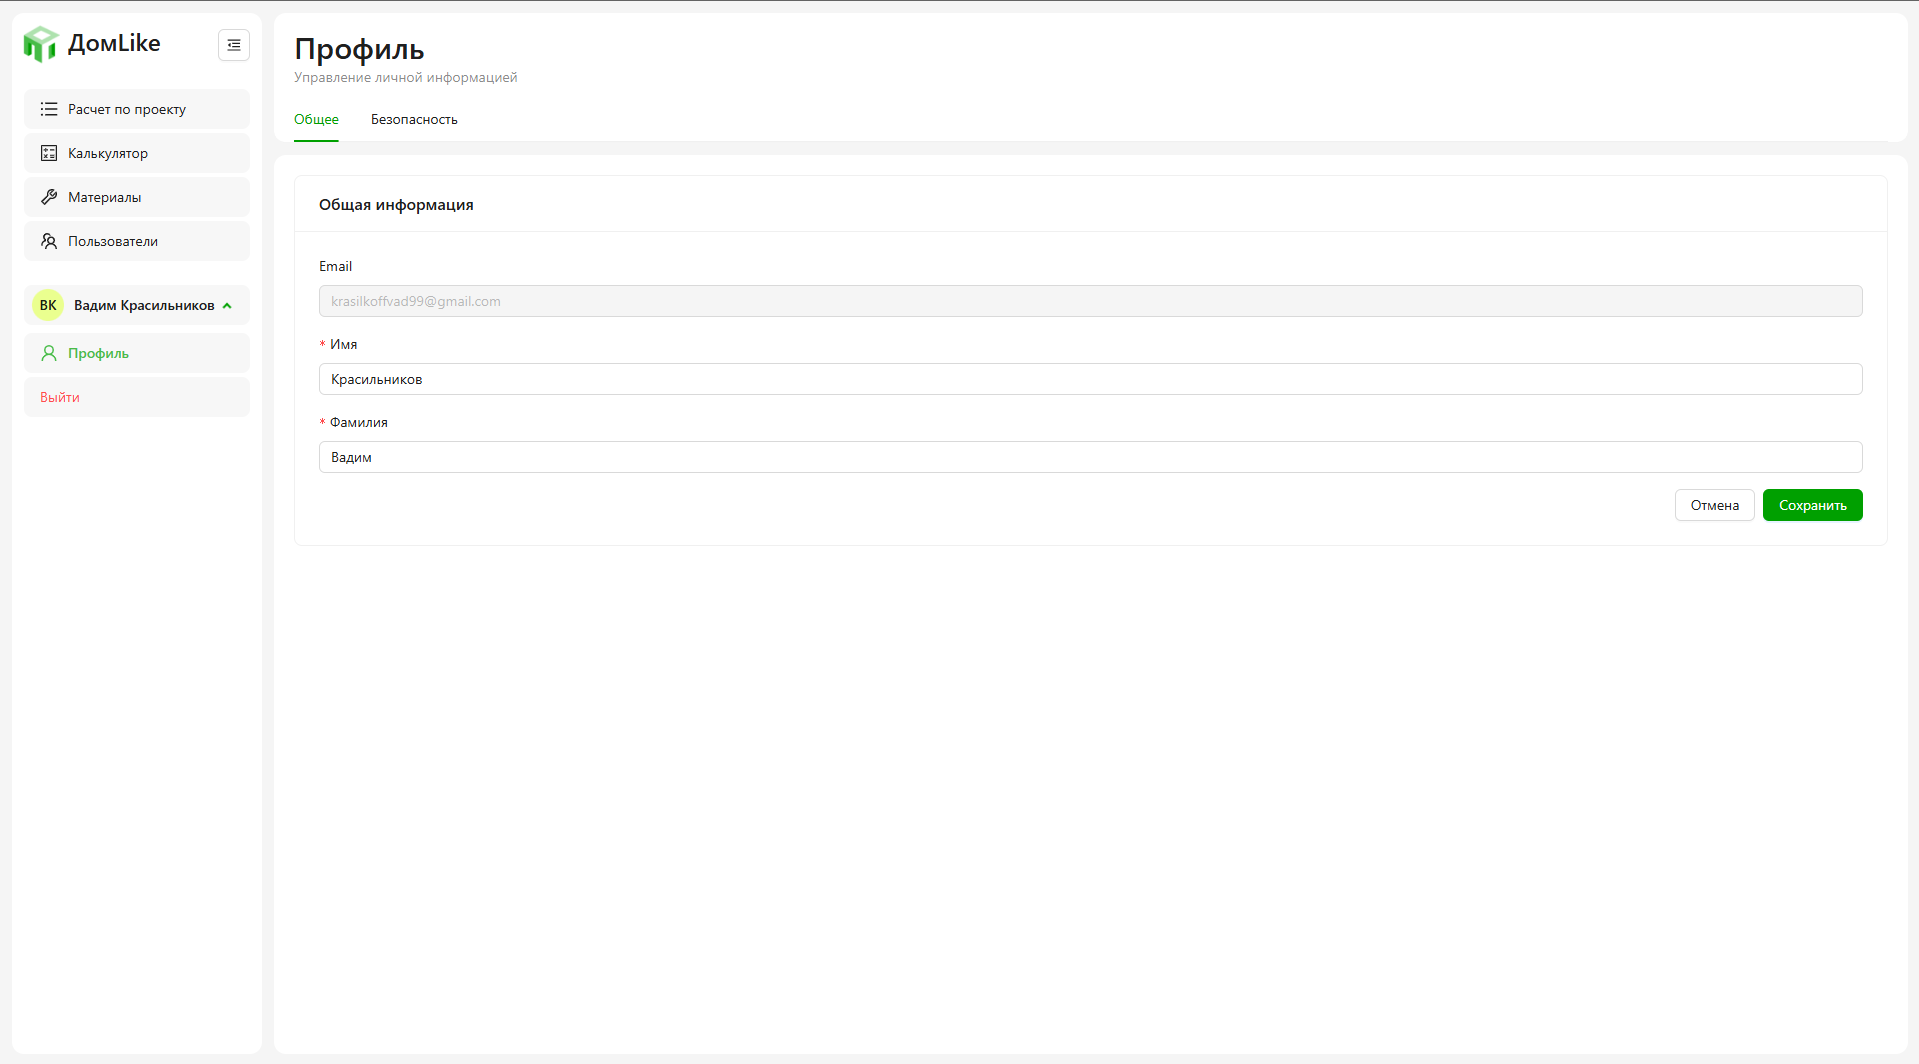 ДомLike
Расчет по проекту
Калькулятор
Материалы
Пользователи
ВК Вадим Красильников
Профиль
Выйти
Профиль
Управление личной информацией
Общее Безопасность
Общая информация
Email
krasilkoffvad99@gmail.com
* Имя
Красильников
* Фамилия
Вадим
Отмена Сохранить